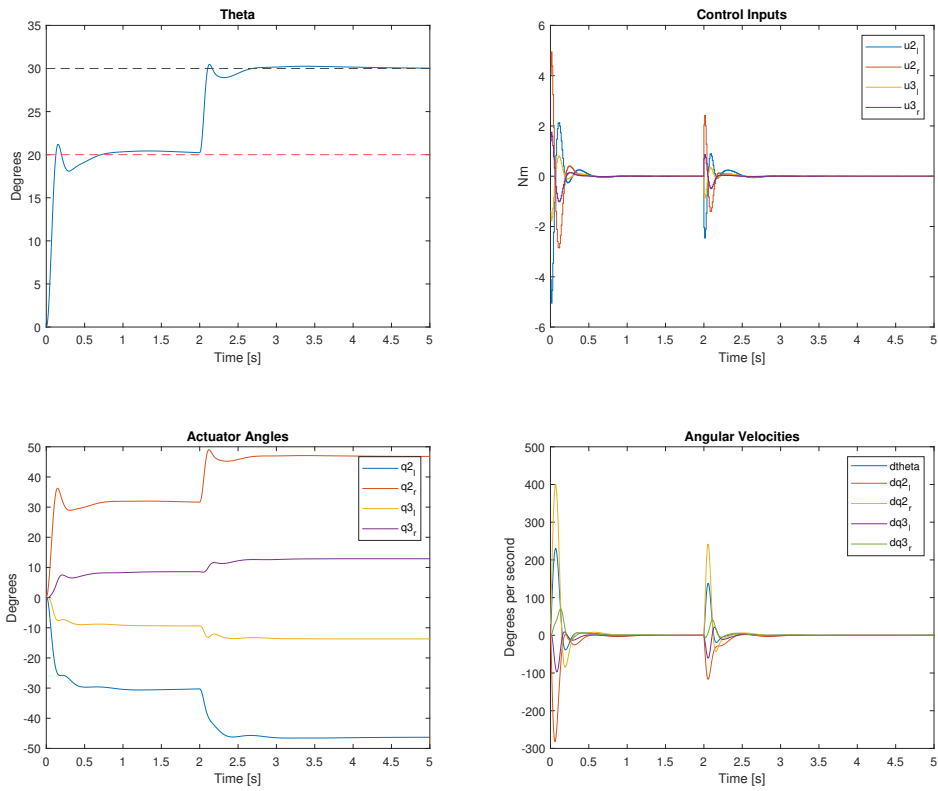 Theta
Degrees
35
30
25
20
15
10
5
0
0 0.5 1 1.5 2 2.5 3 3.5 4 4.5 5
Time [s]
Control Inputs
Nm
6
4
2
0
-2
-4
-6
u2l
u2r
u3l
u3r
0 0.5 1 1.5 2 2.5 3 3.5 4 4.5 5
Time [s]
Actuator Angles
Degrees
50
40
30
20
10
0
-10
-20
-30
-40
-50
q2l
q2r
q3l
q3r
0 0.5 1 1.5 2 2.5 3 3.5 4 4.5 5
Time [s]
Angular Velocities
Degrees per second
500
400
300
200
100
0
-100
-200
-300
dtheta
dq2l
dq2r
dq3l
dq3r
0 0.5 1 1.5 2 2.5 3 3.5 4 4.5 5
Time [s]